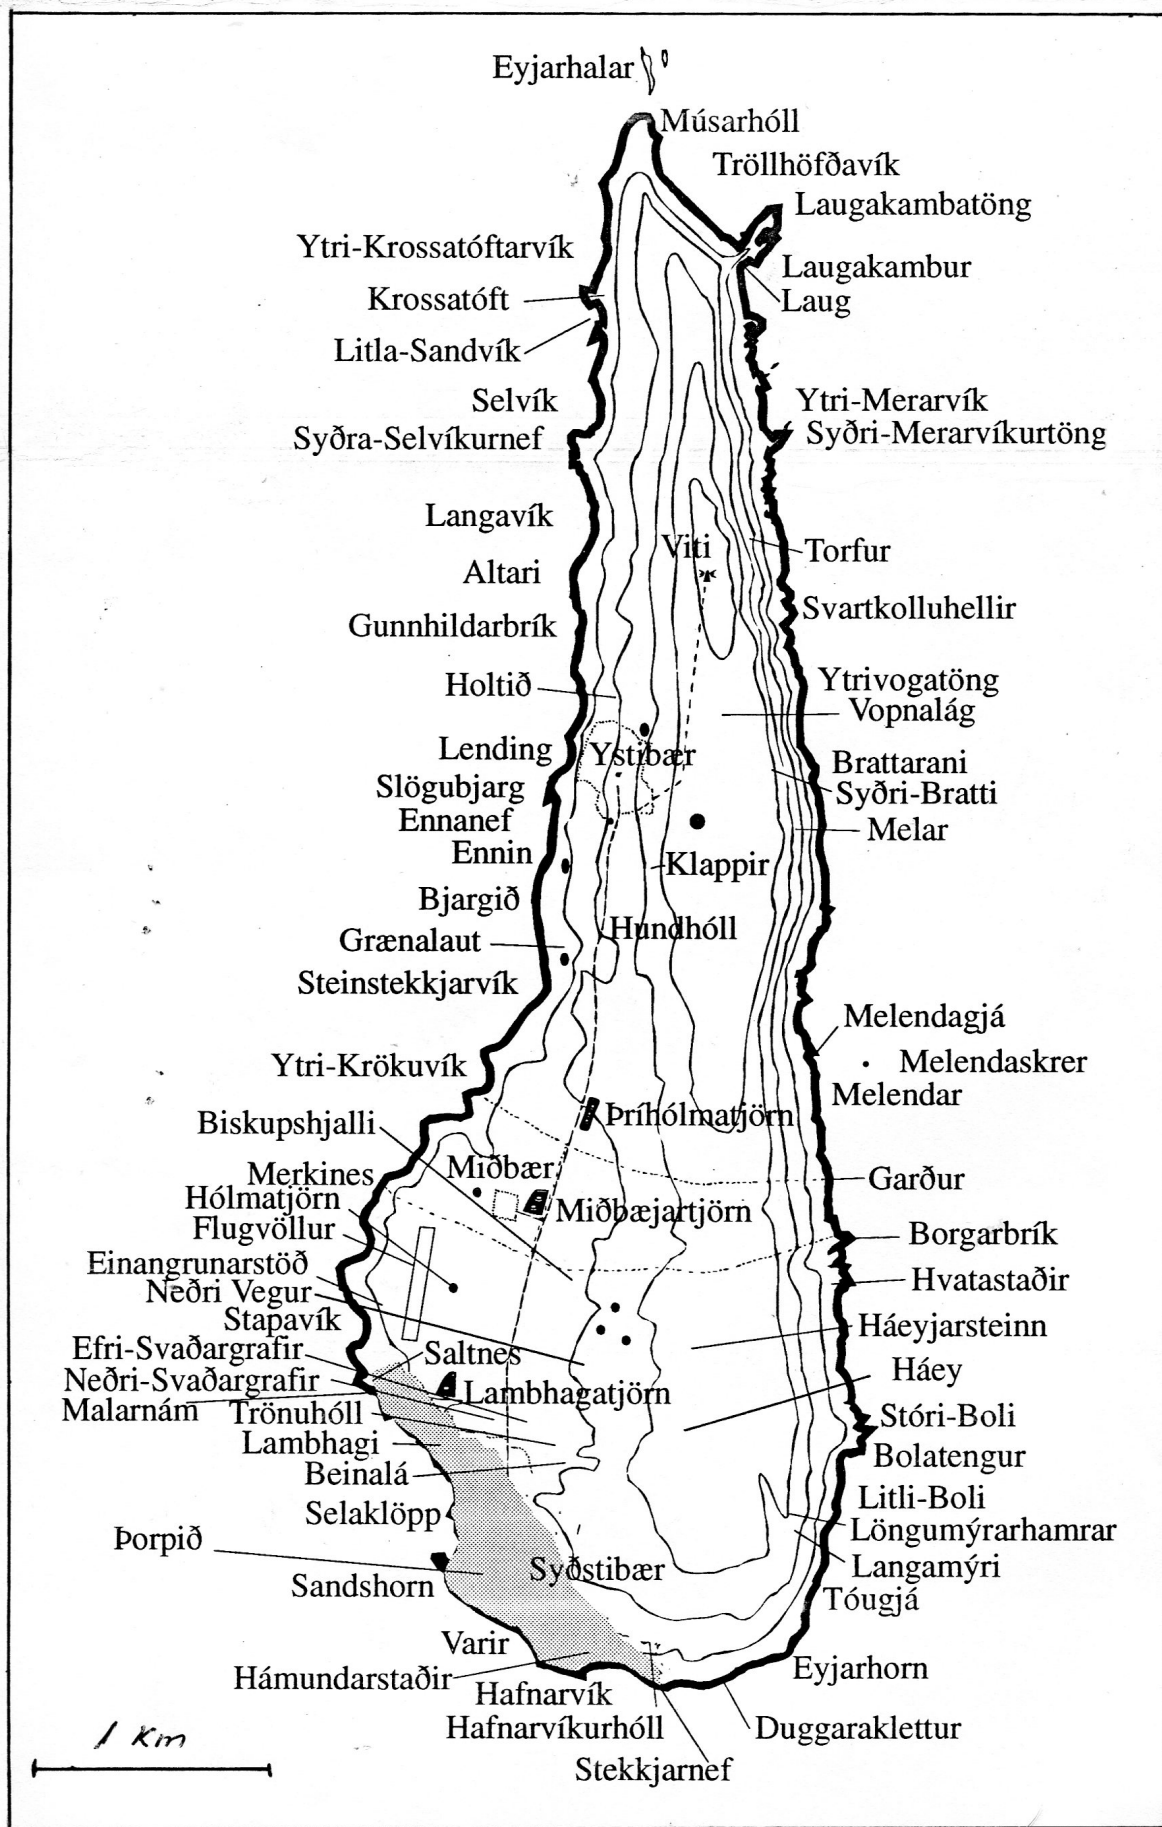 Eyjarhalar
Músarhóll
Tröllhöfðavík
Laugakambatöng
Ytri-Krossatóftarvík
Laugakambur
Krossatóft
Laug
Litla-Sandvík
Selvík
Ytri-Merarvík
Syðra-Selvíkurnef
Syðri-Merarvíkurtöng
Langavík
Viti
Torfur
Altari
Svartkolluhellir
Gunnhildarbrík
Holtið
Ytrivogatöng
Vopnalág
Lending
Ystibær
Brattarani
Slögubjarg
Syðri-Bratti
Ennanef
Melar
Ennin
Klappir
Bjargið
Hundhóll
Grænalaut
Steinstekkjarvík
Melendagjá
Ytri-Krökuvík
Melendaskrer
Melendar
Biskupshjalli
Þríhólmatjörn
Merkines
Miðbær
Garður
Hólmatjörn
Miðbæjartjörn
Flugvöllur
Borgarbrík
Einangrunarstöð
Hvatastaðir
Neðri Vegur
Stapavík
Háeyjarsteinn
Efri-Svaðargrafir
Saltnes
Háey
Neðri-Svaðargrafir
Lambhagatjörn
Malarnám
Trönuhóll
Stóri-Boli
Lambhagi
Bolatengur
Beinalá
Litli-Boli
Selaklöpp
Löngumýrarhamrar
Þorpið
Syðstibær
Langamýri
Sandshorn
Tóugjá
Varir
Eyjarhorn
Hámundarstaðir
Hafnarvík
Hafnarvíkurhóll
Duggaraklettur
Stekkjarnef
1 Km